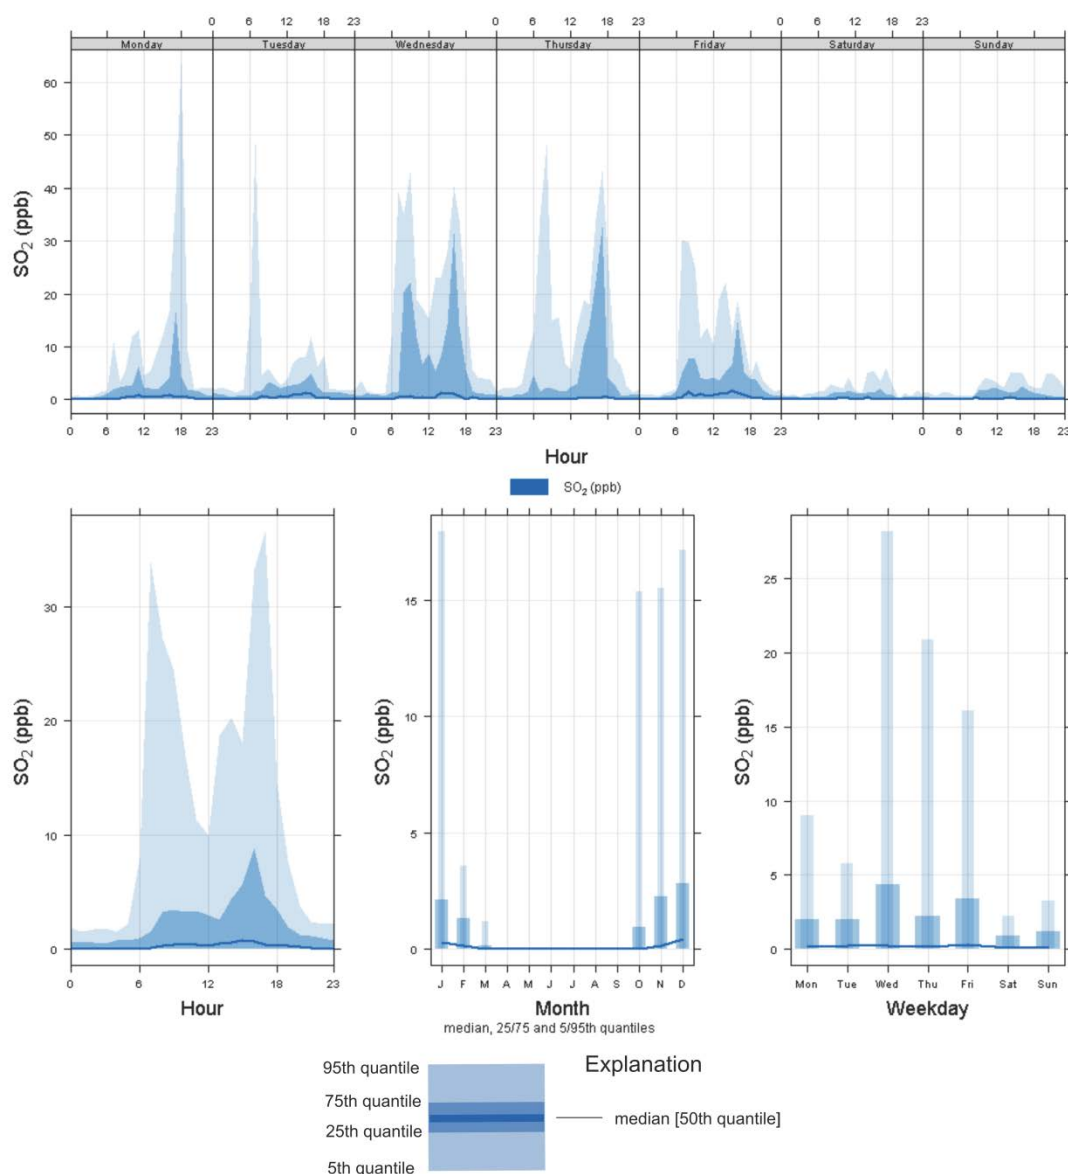 0 6 12 18 23 0 6 12 18 23 0 6 12 18 23
Monday Tuesday Wednesday Thursday Friday Saturday Sunday
SO2 (ppb)
60
50
40
30
20
10
0
0 6 12 18 0 6 12 18 23 0 6 12 18 23 0 6 12 18 23
Hour
SO2 (ppb)
SO2 (ppb)
30
20
10
0
0 6 12 18 23
Hour
SO2 (ppb)
15
10
5
0
J F M A M J J A S O N D
Month
median, 25/75 and 5/95th quantiles
SO2 (ppb)
25
20
15
10
5
0
Mon Tue Wed Thu Fri Sat Sun
Weekday
Explanation
95th quantile
75th quantile
25th quantile
5th quantile
median [50th quantile]